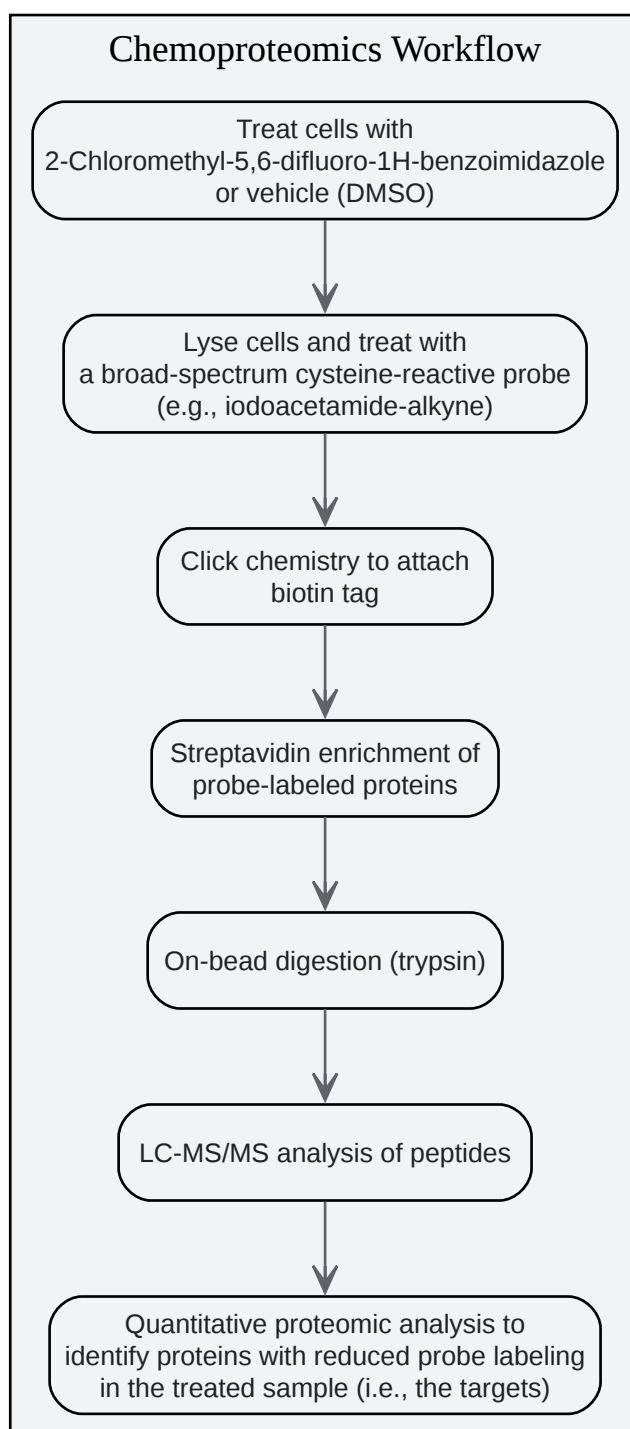 Chemoproteomics Workflow
Treat cells with
2-Chloromethyl-5,6-difluoro-1H-benzoimidazole
or vehicle (DMSO)
Lyse cells and treat with
a broad-spectrum cysteine-reactive probe
(e.g., iodoacetamide-alkyne)
Click chemistry to attach
biotin tag
Streptavidin enrichment of
probe-labeled proteins
On-bead digestion (trypsin)
LC-MS/MS analysis of peptides
Quantitative proteomic analysis to
identify proteins with reduced probe labeling
in the treated sample (i.e., the targets)